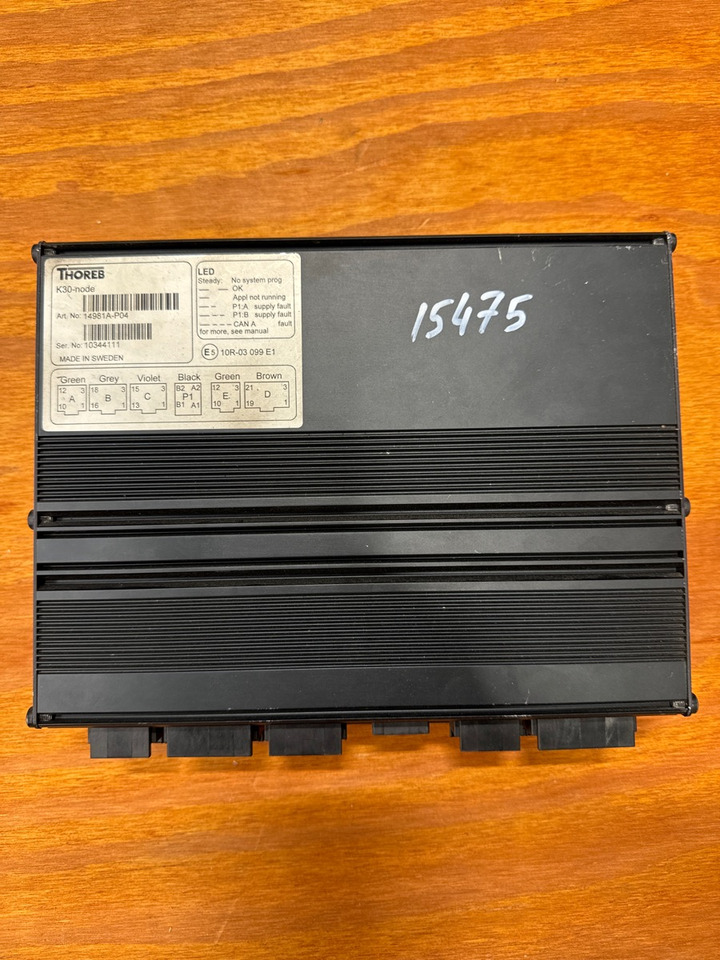 THOREB
K30-node
Art. No: 14981A-P04
Ser. No: 10344111
MADE IN SWEDEN
LED
Steady: No system prog
OK
Appl not running
P1:A supply fault
P1:B supply fault
CAN A fault
for more, see manual
E5 10R-03 099 E1
Green Grey Violet Black Green Brown
12 3 18 3 15 3 B2 A2 12 3 21 3
A B C P1 E D
10 1 16 1 13 1 B1 A1 10 1 19 1
15475